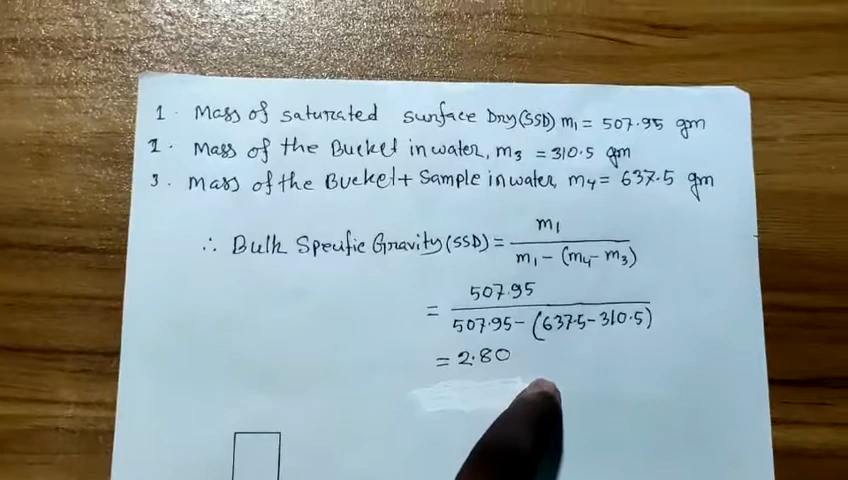 1. Mass of saturated surface Dry(SSD) m₁ = 507.95 gm
2. Mass of the Bucket in water, m₃ = 310.5 gm
3. Mass of the Bucket + Sample in water, m₄ = 637.5 gm
∴ Bulk Specific Gravity (SSD) = m₁ / m₁ - (m₄ - m₃)
= 507.95 / 507.95 - (637.5 - 310.5)
= 2.80